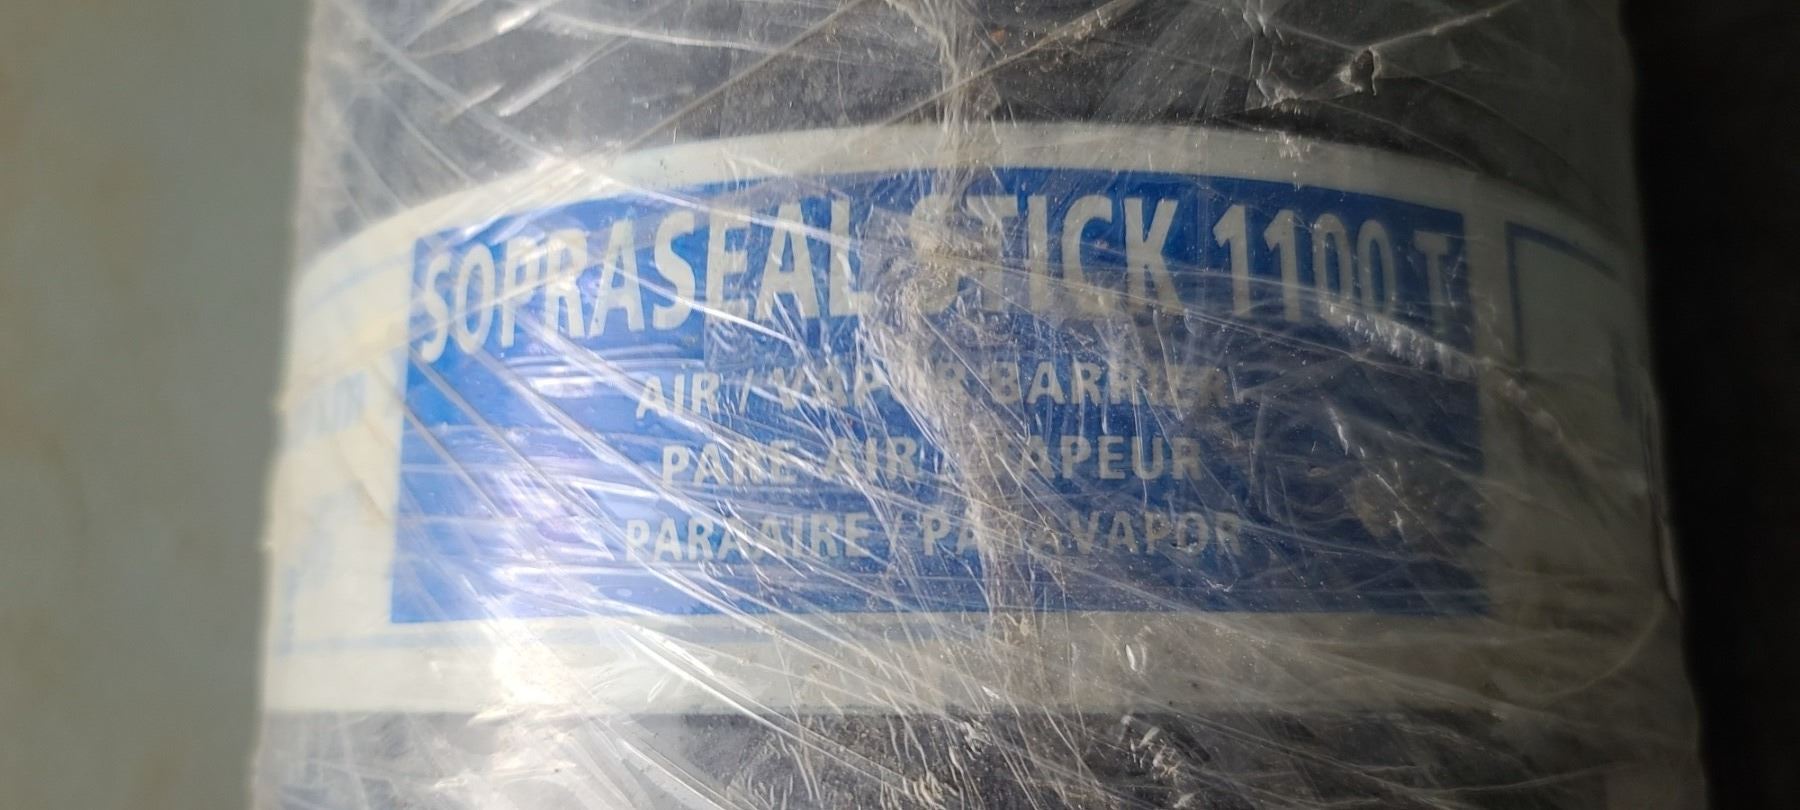 SOPRASEAL STICK 1100 T
AIR / VAPOR BARRIER
PARE-AIR / VAPEUR
PARAAIRE / PARAVAPOR